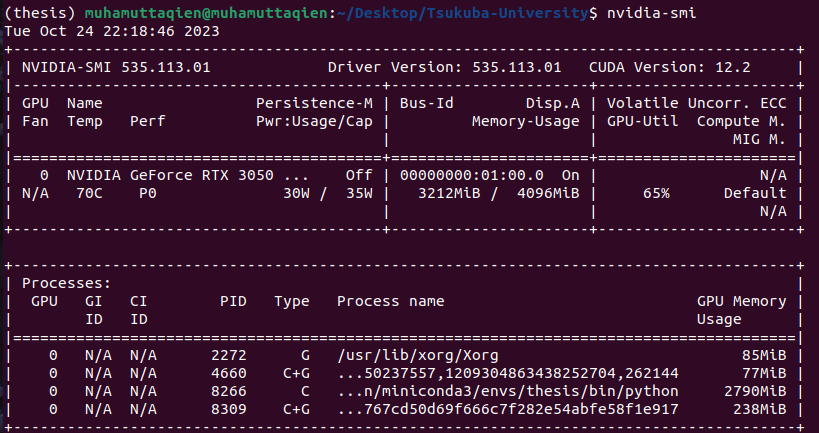 (thesis) muhamuttaqien@muhamuttaqien:~/Desktop/Tsukuba-University$ nvidia-smi
Tue Oct 24 22:18:46 2023
+-----------------------------------------------------------------------------+
| NVIDIA-SMI 535.113.01             Driver Version: 535.113.01   CUDA Version: 12.2     |
|-----------------------------------------+----------------------+----------------------+
| GPU  Name                 Persistence-M | Bus-Id        Disp.A | Volatile Uncorr. ECC |
| Fan  Temp   Perf          Pwr:Usage/Cap |         Memory-Usage | GPU-Util  Compute M. |
|                                         |                      |               MIG M. |
|=========================================+======================+======================|
|   0  NVIDIA GeForce RTX 3050 ...    Off | 00000000:01:00.0  On |                  N/A |
| N/A   70C    P0              30W /  35W |   3212MiB /  4096MiB |     65%      Default |
|                                         |                      |                  N/A |
+-----------------------------------------+----------------------+----------------------+
+---------------------------------------------------------------------------------------+
| Processes:                                                                            |
|  GPU   GI   CI        PID   Type   Process name                            GPU Memory |
|        ID   ID                                                             Usage      |
|=======================================================================================|
|    0   N/A  N/A      2272      G   /usr/lib/xorg/Xorg                           85MiB |
|    0   N/A  N/A      4660    C+G   ...50237557,1209304863438252704,262144       77MiB |
|    0   N/A  N/A      8266      C   ...n/miniconda3/envs/thesis/bin/python     2790MiB |
|    0   N/A  N/A      8309    C+G   ...767cd50d69f666c7f282e54abfe58f1e917      238MiB |
+---------------------------------------------------------------------------------------+